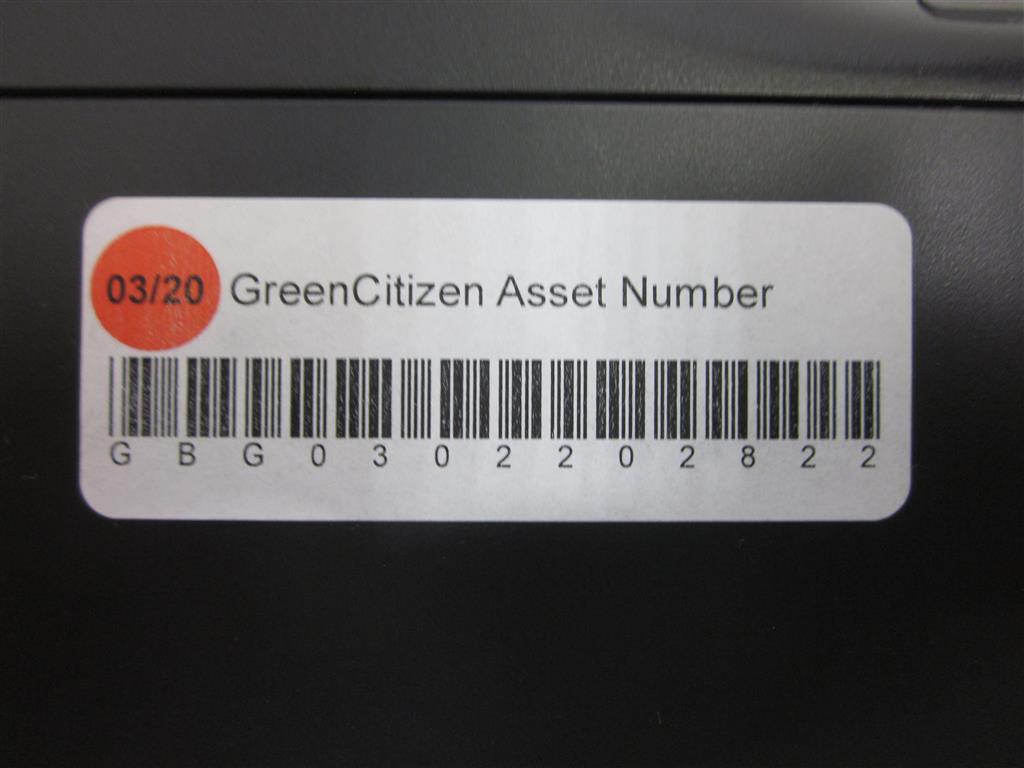 03/20 GreenCitizen Asset Number
G B G 0 3 0 2 2 0 2 8 2 2